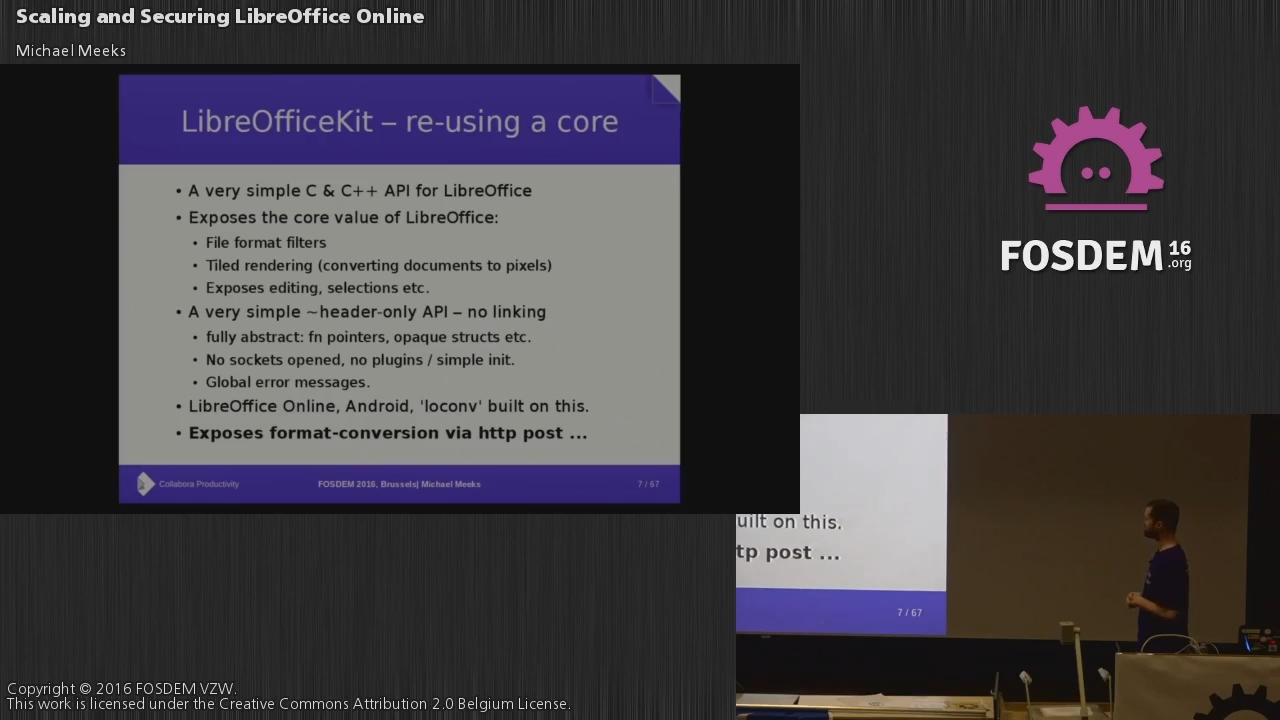 Scaling and Securing LibreOffice Online
Michael Meeks
LibreOfficeKit – re-using a core
• A very simple C & C++ API for LibreOffice
• Exposes the core value of LibreOffice:
• File format filters
• Tiled rendering (converting documents to pixels)
• Exposes editing, selections etc.
• A very simple ~header-only API – no linking
• fully abstract: fn pointers, opaque structs etc.
• No sockets opened, no plugins / simple init.
• Global error messages.
• LibreOffice Online, Android, 'loconv' built on this.
• Exposes format-conversion via http post ...
Collabora Productivity
FOSDEM 2016, Brussels| Michael Meeks
7 / 67
FOSDEM 16 .org
uilt on this.
tp post ...
7 / 67
Copyright © 2016 FOSDEM VZW.
This work is licensed under the Creative Commons Attribution 2.0 Belgium License.